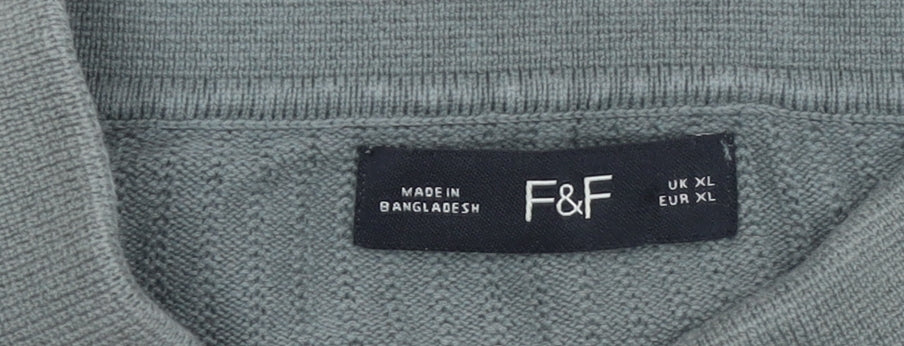 MADE IN
BANGLADESH
F&F
UK XL
EUR XL